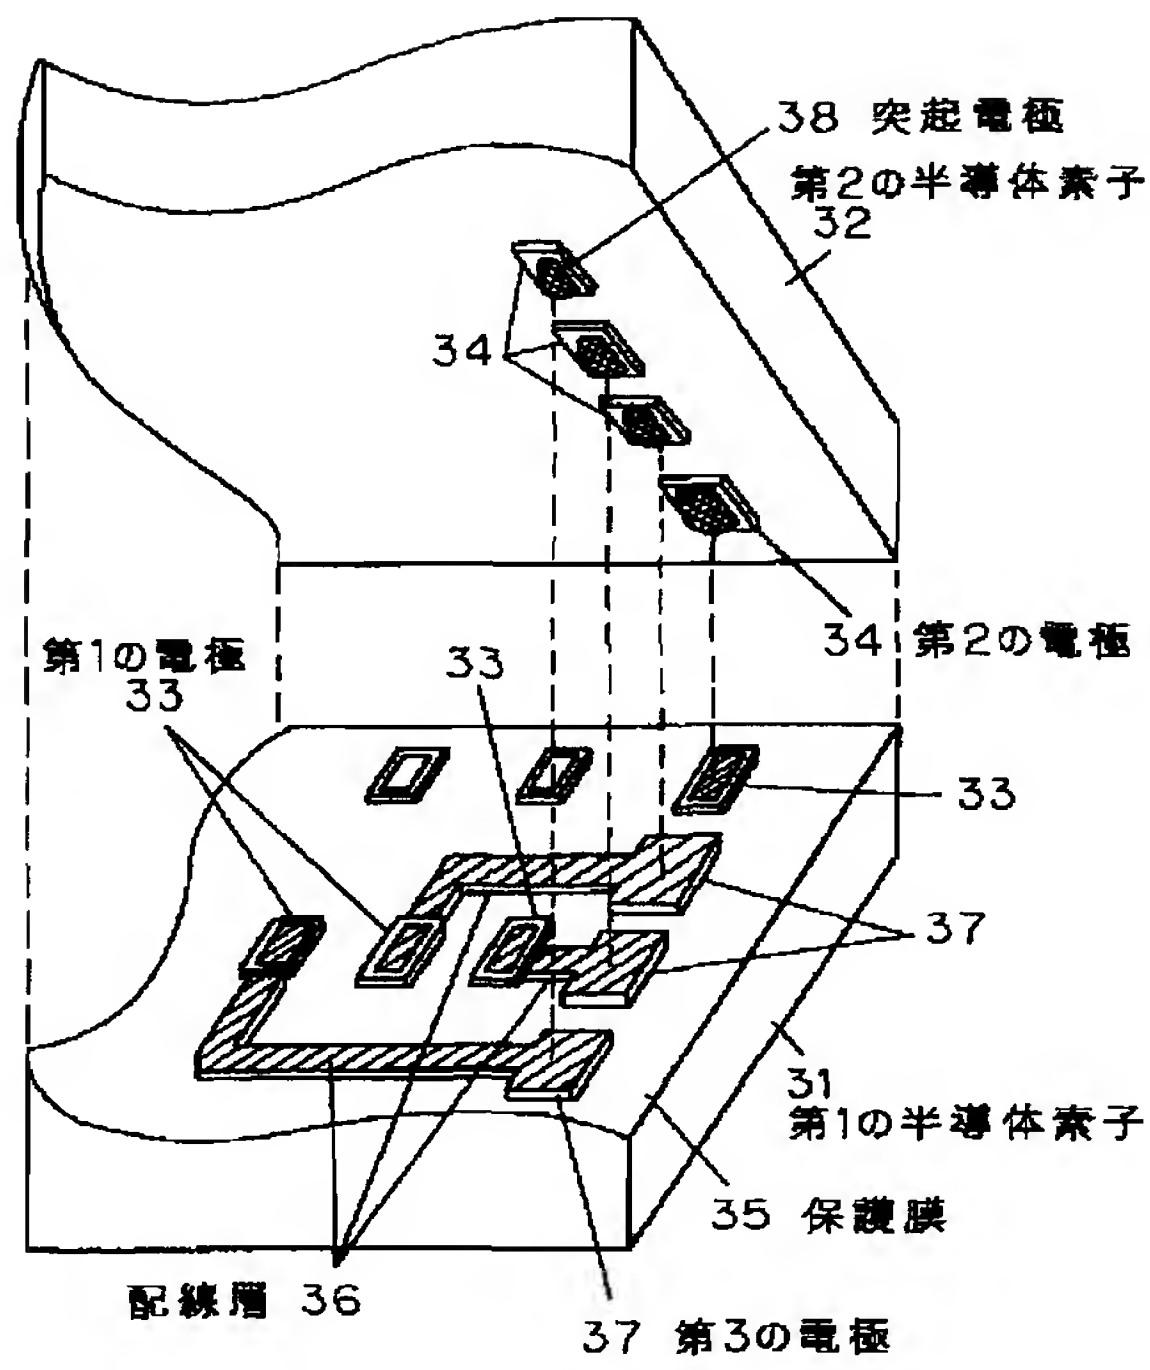 38 突起電極
第2の半導体素子
32
34
34 第2の電極
第1の電極
33
33
33
37
31
第1の半導体素子
35 保護膜
配線層 36
37 第3の電極